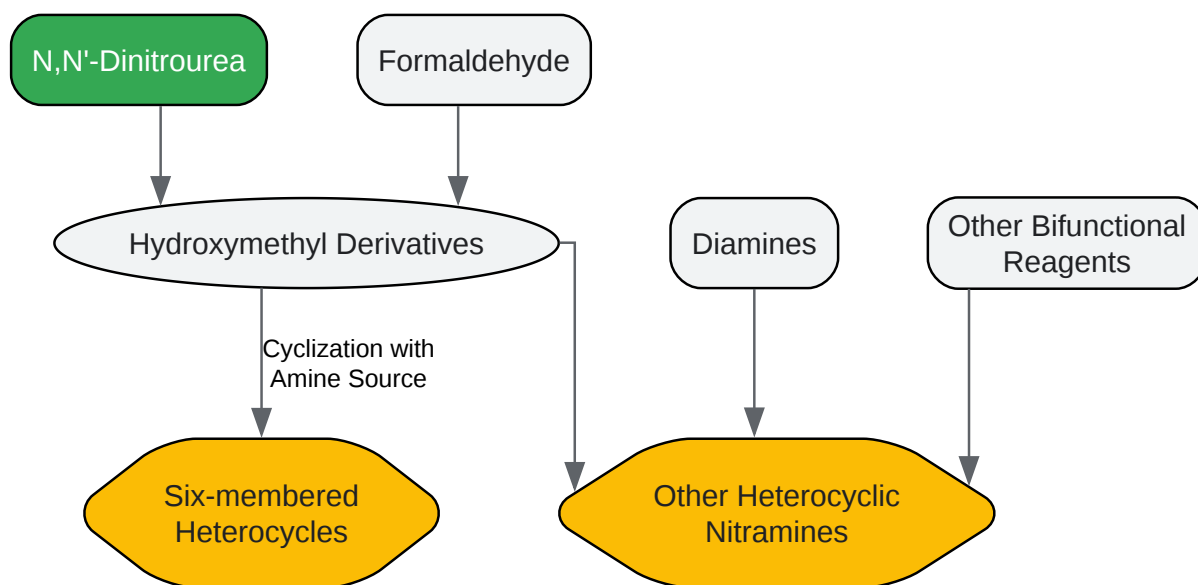 N,N'-Dinitrourea
Formaldehyde
Hydroxymethyl Derivatives
Diamines
Other Bifunctional
Reagents
Cyclization with
Amine Source
Six-membered
Heterocycles
Other Heterocyclic
Nitramines